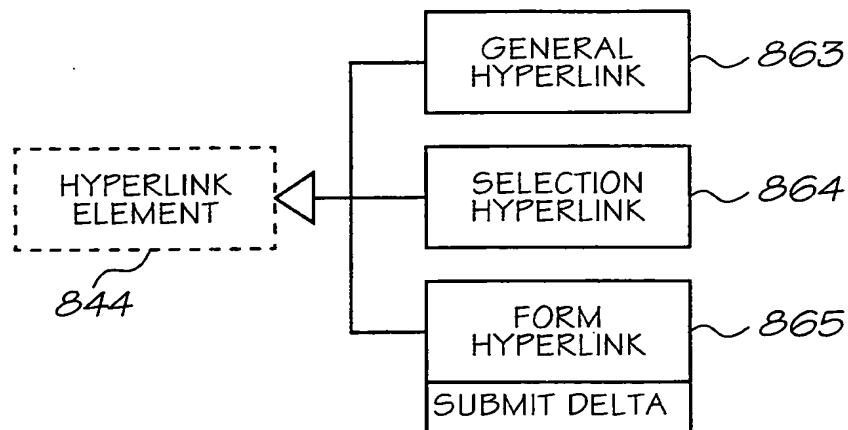 GENERAL
HYPERLINK
863
HYPERLINK
ELEMENT
844
SELECTION
HYPERLINK
864
FORM
HYPERLINK
865
SUBMIT DELTA